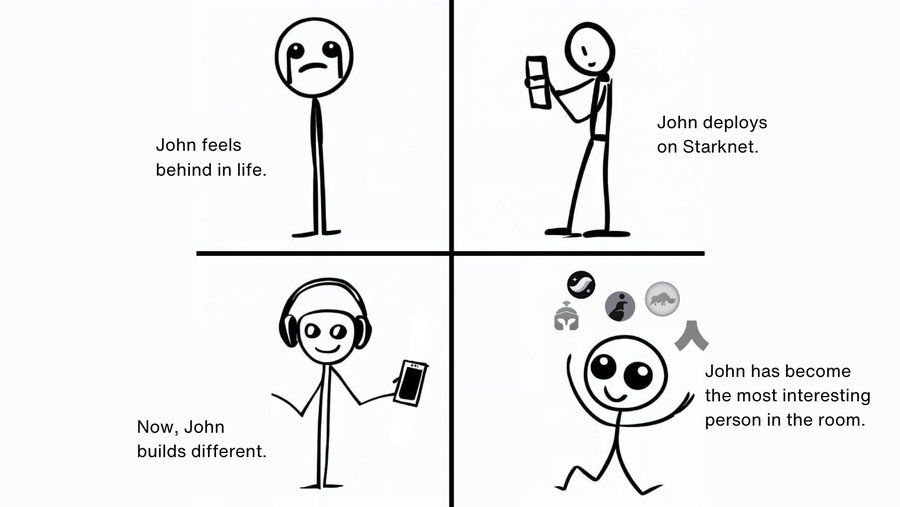 John feels
behind in life.
John deploys
on Starknet.
Now, John
builds different.
John has become
the most interesting
person in the room.